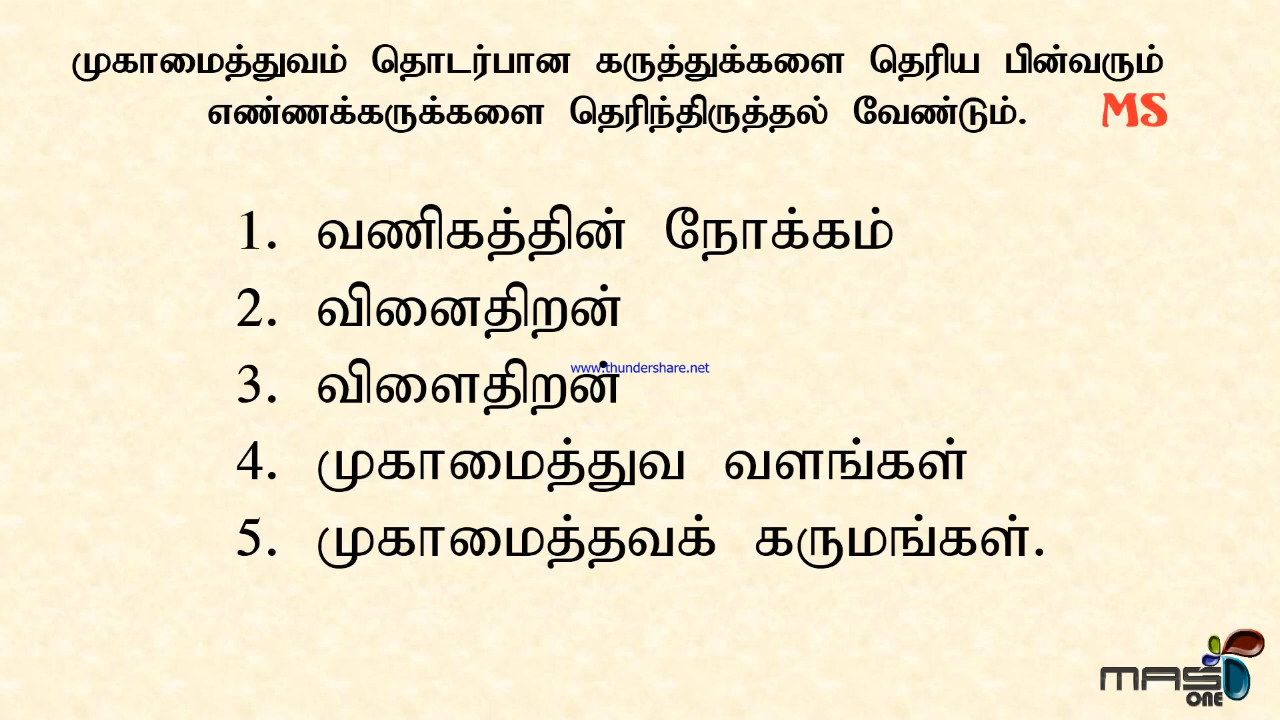 முகாமைத்துவம் தொடர்பான கருத்துக்களை தெரிய பின்வரும்
எண்ணக்கருக்களை தெரிந்திருத்தல் வேண்டும். MS
1. வணிகத்தின் நோக்கம்
2. வினைதிறன்
www.thundershare.net
3. விளைதிறன்
4. முகாமைத்துவ வளங்கள்
5. முகாமைத்தவக் கருமங்கள்.
MAS
ONE